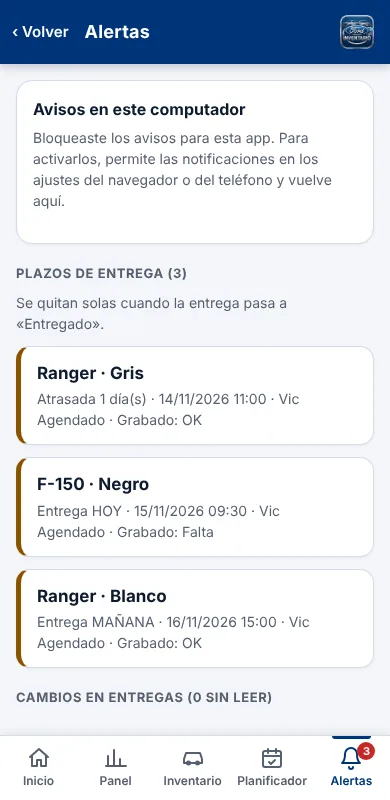 ‹ Volver Alertas
Ford
INVENTARIO
Avisos en este computador
Bloqueaste los avisos para esta app. Para
activarlos, permite las notificaciones en los
ajustes del navegador o del teléfono y vuelve
aquí.
PLAZOS DE ENTREGA (3)
Se quitan solas cuando la entrega pasa a
«Entregado».
Ranger · Gris
Atrasada 1 día(s) · 14/11/2026 11:00 · Vic
Agendado · Grabado: OK
F-150 · Negro
Entrega HOY · 15/11/2026 09:30 · Vic
Agendado · Grabado: Falta
Ranger · Blanco
Entrega MAÑANA · 16/11/2026 15:00 · Vic
Agendado · Grabado: OK
CAMBIOS EN ENTREGAS (0 SIN LEER)
3
Inicio Panel Inventario Planificador Alertas